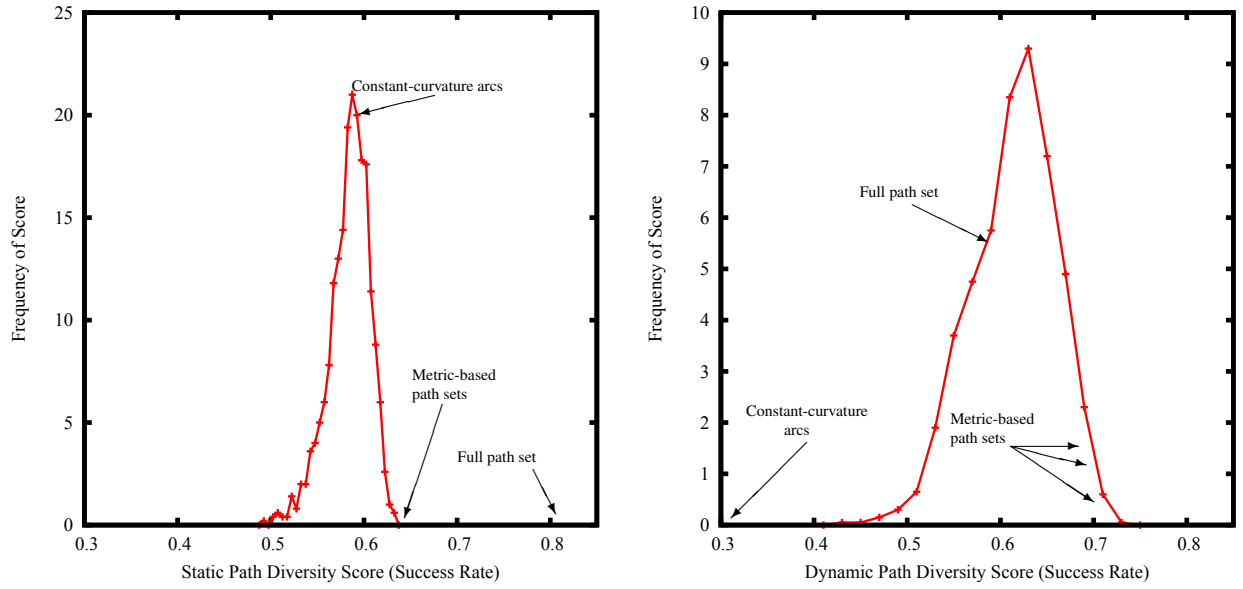 25
20
15
10
5
0
Frequency of Score
Constant-curvature arcs
Metric-based
path sets
Full path set
0.3 0.4 0.5 0.6 0.7 0.8
Static Path Diversity Score (Success Rate)
10
9
8
7
6
5
4
3
2
1
0
Frequency of Score
Full path set
Constant-curvature
arcs
Metric-based
path sets
0.3 0.4 0.5 0.6 0.7 0.8
Dynamic Path Diversity Score (Success Rate)